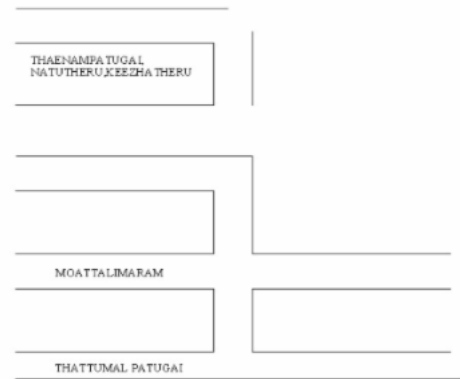 THAENAMPATUGAI,
NATUTHERU,KEEZHATHERU
MOATTALIMARAM
THATTUMAL PATUGAI